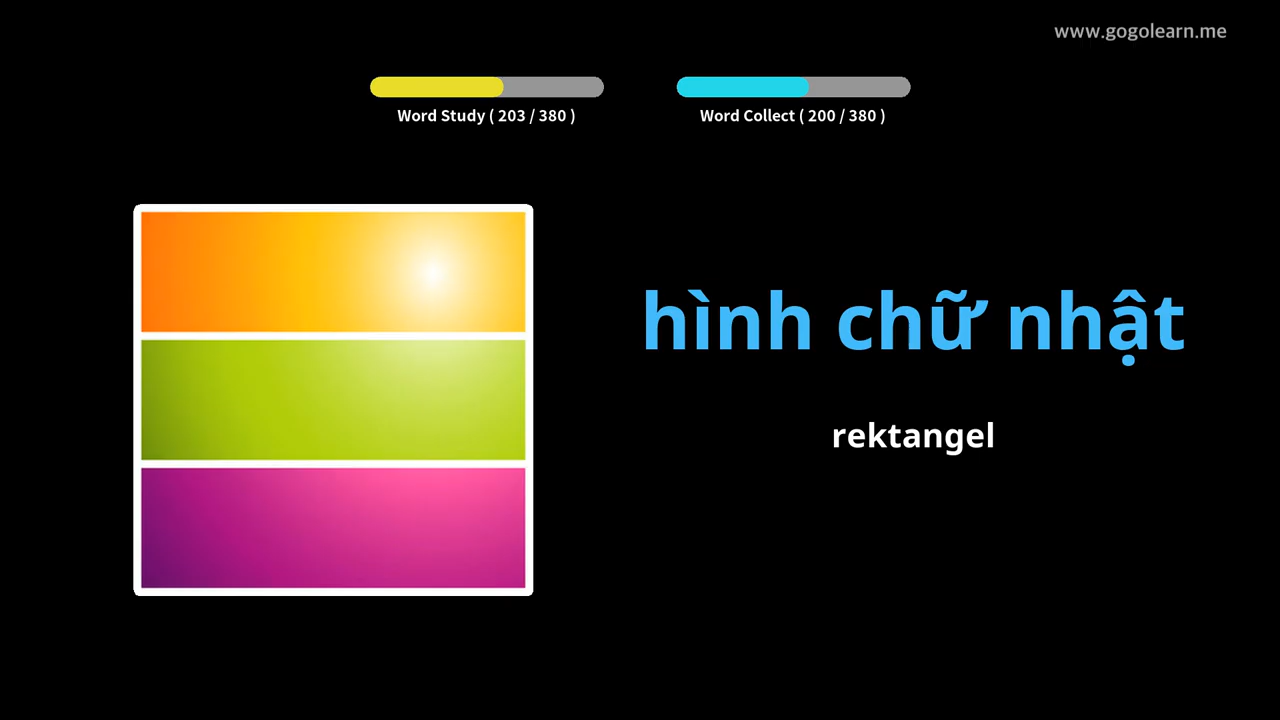 www.gogolearn.me
Word Study ( 203 / 380 )
Word Collect ( 200 / 380 )
hình chữ nhật
rektangel